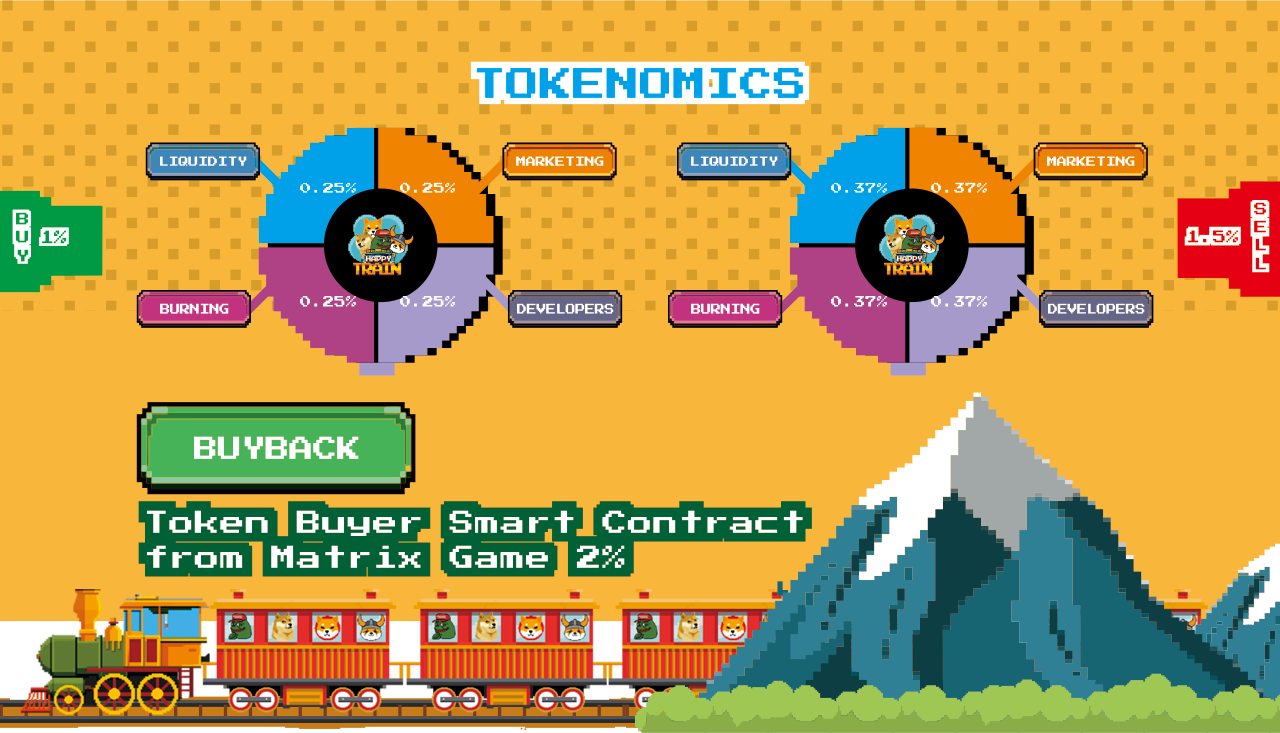 TOKENOMICS
LIQUIDITY
MARKETING
0.25%
0.25%
BURNING
DEVELOPERS
0.25%
0.25%
HAPPY
TRAIN
LIQUIDITY
MARKETING
0.37%
0.37%
BURNING
DEVELOPERS
0.37%
0.37%
HAPPY
TRAIN
BUY
1%
1.5%
SELL
BUYBACK
Token Buyer Smart Contract
from Matrix Game 2%